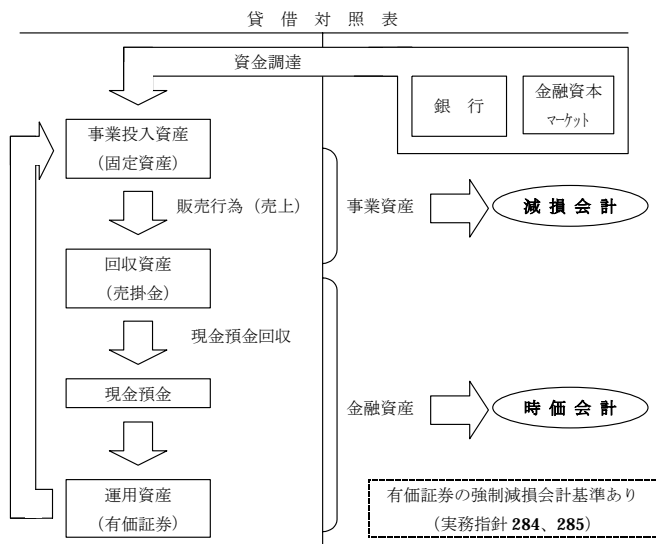 貸借対照表
資金調達
銀行
金融資本
マーケット
事業投入資産
(固定資産)
販売行為（売上）
事業資産
減損会計
回収資産
(売掛金)
現金預金回収
現金預金
金融資産
時価会計
運用資産
(有価証券)
有価証券の強制減損会計基準あり
(実務指針 284、285)